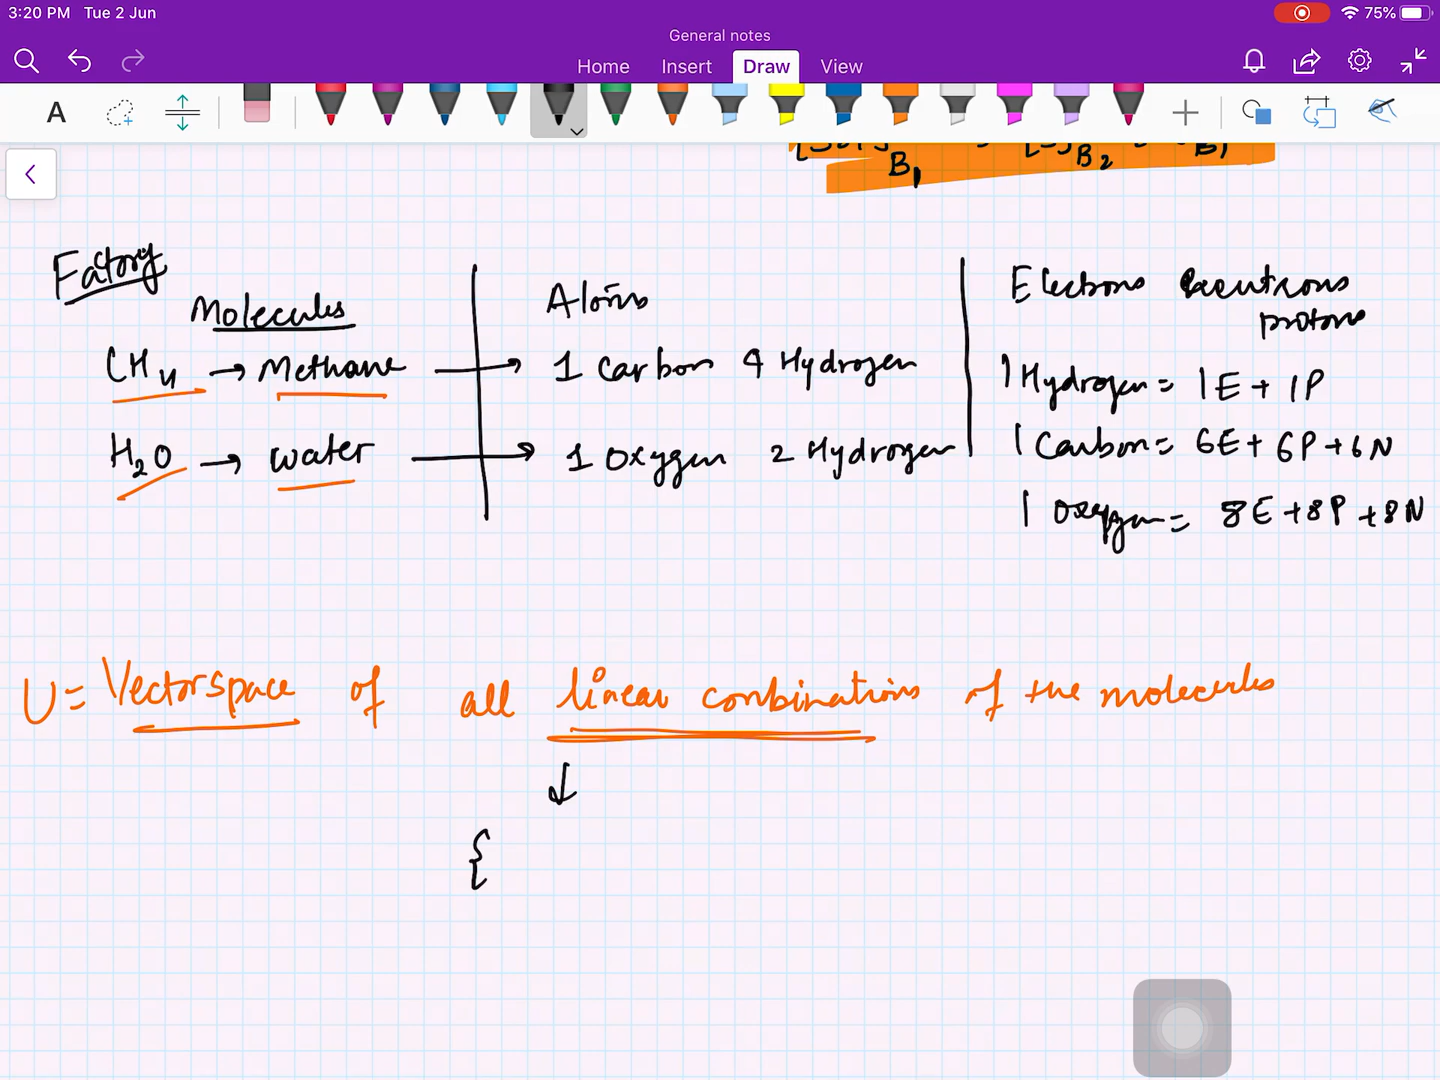 3:20 PM Tue 2 Jun
75%
General notes
Home Insert Draw View
A
B₁ B₂
Factory
Molecules
Atoms
Electrons neutrons
protons
CH₄ → Methane → 1 Carbon 4 Hydrogen
1 Hydrogen = 1E + 1P
H₂O → water → 1 Oxygen 2 Hydrogen
1 Carbon = 6E + 6P + 6N
1 Oxygen = 8E + 8P + 8N
U = Vectorspace of all linear combinations of the molecules
↓
{